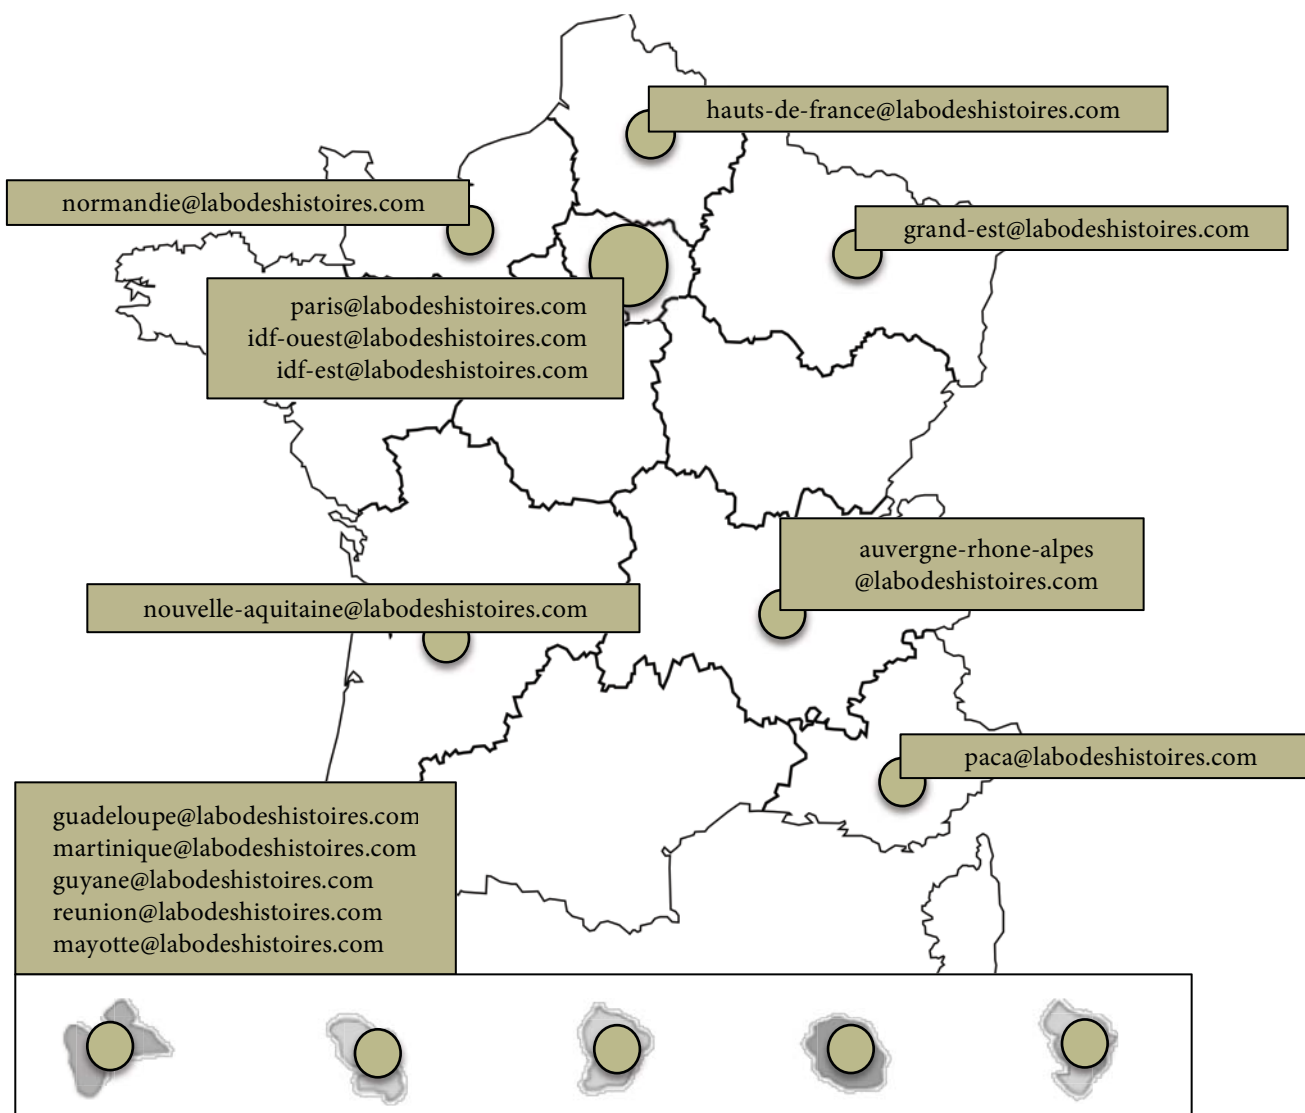 hauts-de-france@labodeshistoires.com
normandie@labodeshistoires.com
grand-est@labodeshistoires.com
paris@labodeshistoires.com
idf-ouest@labodeshistoires.com
idf-est@labodeshistoires.com
auvergne-rhone-alpes
@labodeshistoires.com
nouvelle-aquitaine@labodeshistoires.com
paca@labodeshistoires.com
guadeloupe@labodeshistoires.com
martinique@labodeshistoires.com
guyane@labodeshistoires.com
reunion@labodeshistoires.com
mayotte@labodeshistoires.com